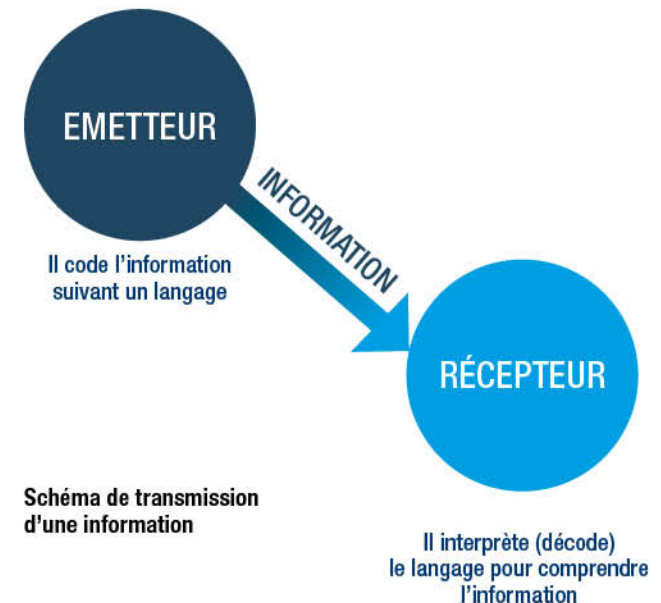 EMETTEUR
INFORMATION
Il code l'information
suivant un langage
RÉCEPTEUR
Schéma de transmission
d'une information
Il interprète (décode)
le langage pour comprendre
l'information